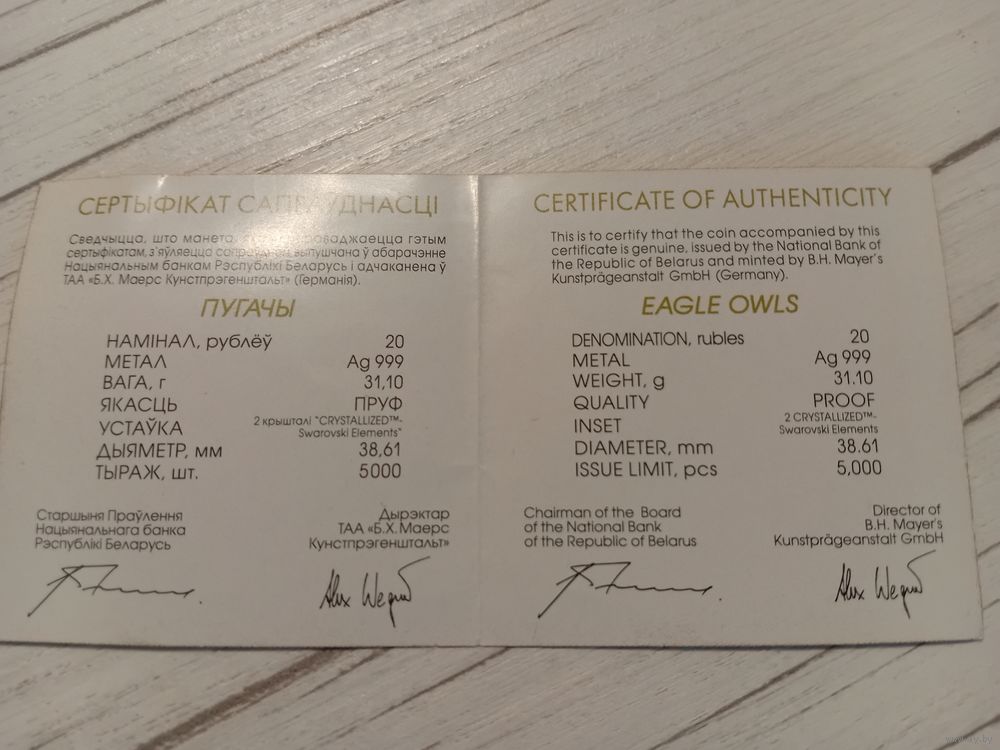 СЕРТЫФІКАТ САПРАЎДНАСЦІ
Сведчыцца, што манета, аваджаецца гэтым
сертыфікатам, з'яўляецца сапраўднай, выпушчана ў абарачэнне
Нацыянальным банкам Рэспублікі Беларусь і адчаканена ў
ТАА «Б.Х. Маерс Кунстпрэгенштальт» (Германія).
ПУГАЧЫ
НАМІНАЛ, рублёў 20
МЕТАЛ Ag 999
ВАГА, г 31,10
ЯКАСЦЬ ПРУФ
УСТАЎКА 2 крышталі "CRYSTALLIZED™-
Swarovski Elements"
ДЫЯМЕТР, мм 38,61
ТЫРАЖ, шт. 5000
Старшыня Праўлення
Нацыянальнага банка
Рэспублікі Беларусь
Дырэктар
ТАА «Б.Х. Маерс
Кунстпрэгенштальт»
Alex Wegner
CERTIFICATE OF AUTHENTICITY
This is to certify that the coin accompanied by this
certificate is genuine, issued by the National Bank of
the Republic of Belarus and minted by B.H. Mayer's
Kunstprägeanstalt GmbH (Germany).
EAGLE OWLS
DENOMINATION, rubles 20
METAL Ag 999
WEIGHT, g 31.10
QUALITY PROOF
INSET 2 CRYSTALLIZED™-
Swarovski Elements
DIAMETER, mm 38.61
ISSUE LIMIT, pcs 5,000
Chairman of the Board
of the National Bank
of the Republic of Belarus
Director of
B.H. Mayer's
Kunstprägeanstalt GmbH
Alex Wegner